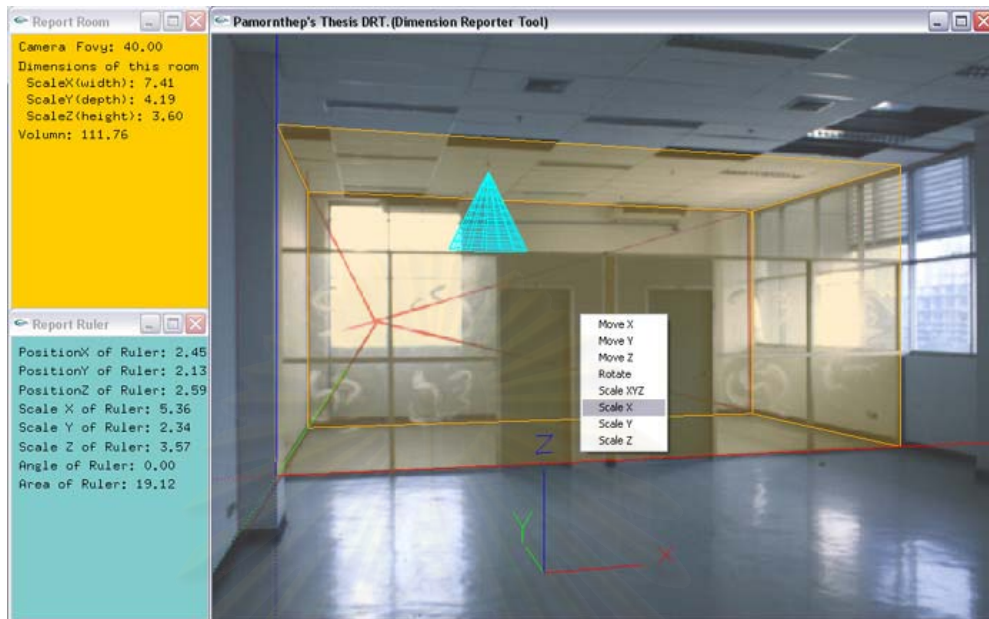 Report Room
Camera Fovy: 40.00
Dimensions of this room
ScaleX(width): 7.41
ScaleY(depth): 4.19
ScaleZ(height): 3.60
Volumn: 111.76
Report Ruler
PositionX of Ruler: 2.45
PositionY of Ruler: 2.13
PositionZ of Ruler: 2.59
Scale X of Ruler: 5.36
Scale Y of Ruler: 2.34
Scale Z of Ruler: 3.57
Angle of Ruler: 0.00
Area of Ruler: 19.12
Pamornthep's Thesis DRT.(Dimension Reporter Tool)
Move X
Move Y
Move Z
Rotate
Scale XYZ
Scale X
Scale Y
Scale Z
Z
Y
X